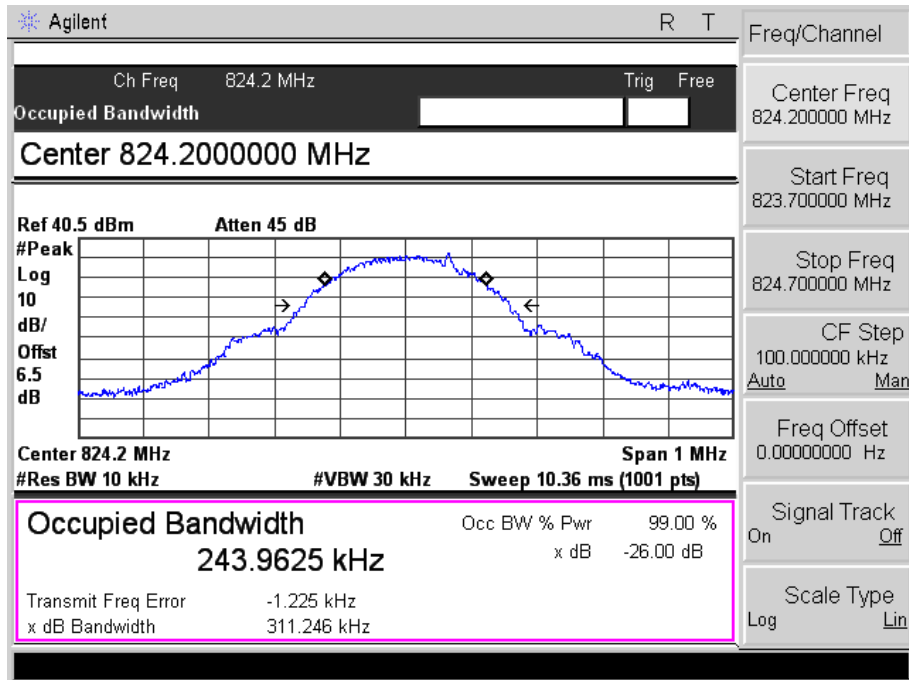 Agilent R T
Ch Freq 824.2 MHz Trig Free
Occupied Bandwidth
Center 824.2000000 MHz
Ref 40.5 dBm Atten 45 dB
#Peak
Log
10
dB/
Offst
6.5
dB
Center 824.2 MHz Span 1 MHz
#Res BW 10 kHz #VBW 30 kHz Sweep 10.36 ms (1001 pts)
Occupied Bandwidth
243.9625 kHz
Occ BW % Pwr 99.00 %
x dB -26.00 dB
Transmit Freq Error -1.225 kHz
x dB Bandwidth 311.246 kHz
Freq/Channel
Center Freq
824.200000 MHz
Start Freq
823.700000 MHz
Stop Freq
824.700000 MHz
CF Step
100.000000 kHz
Auto Man
Freq Offset
0.00000000 Hz
Signal Track
On Off
Scale Type
Log Lin